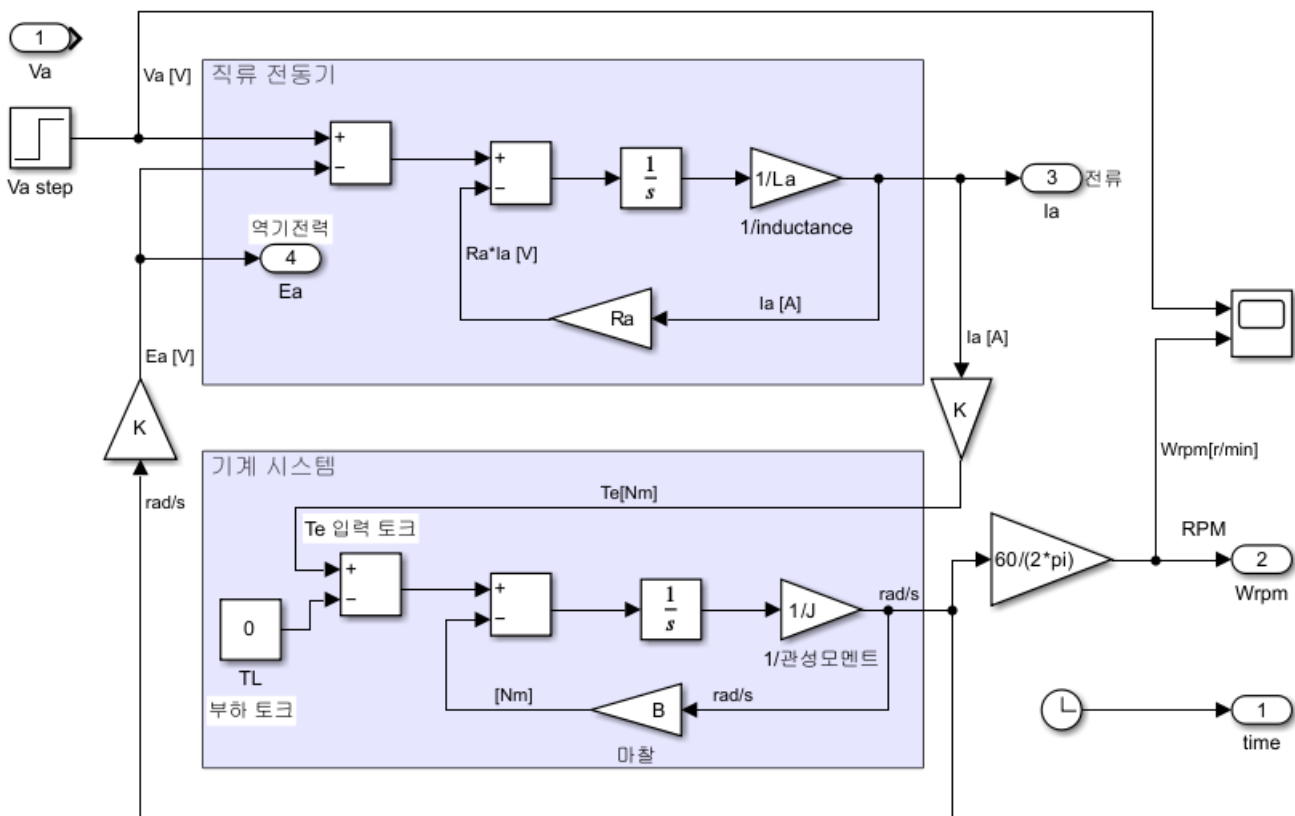 1
Va
Va [V]
Va step
직류 전동기
+
−
+
−
1
s
1/La
1/inductance
3
전류
Ia
역기전력
4
Ea
Ra*Ia [V]
Ra
Ia [A]
Ia [A]
Ea [V]
K
K
rad/s
기계 시스템
Te[Nm]
Te 입력 토크
+
−
0
TL
부하 토크
+
−
1
s
1/J
1/관성모멘트
rad/s
[Nm]
B
rad/s
마찰
60/(2*pi)
Wrpm[r/min]
RPM
2
Wrpm
1
time